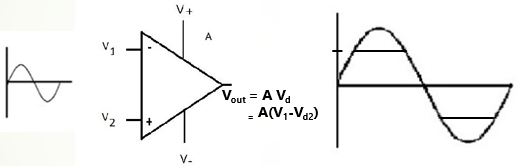 V+
A
V1
-
Vout = A Vd
= A(V1-Vd2)
V2
+
V-